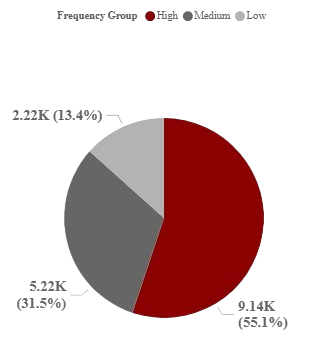 Frequency Group High Medium Low
2.22K (13.4%)
5.22K
(31.5%)
9.14K
(55.1%)